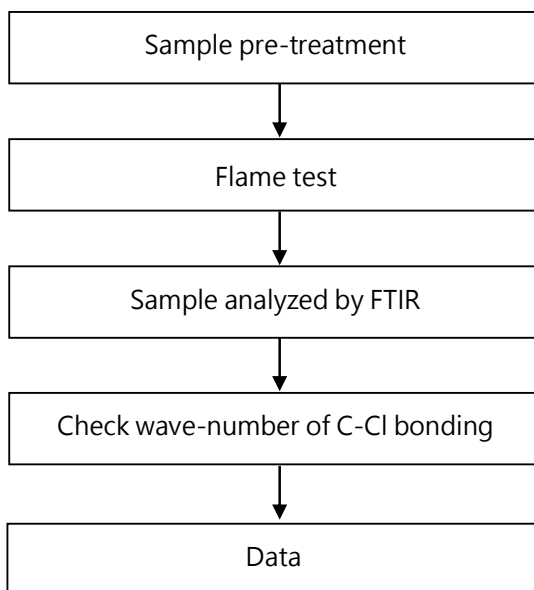 Sample pre-treatment
Flame test
Sample analyzed by FTIR
Check wave-number of C-Cl bonding
Data